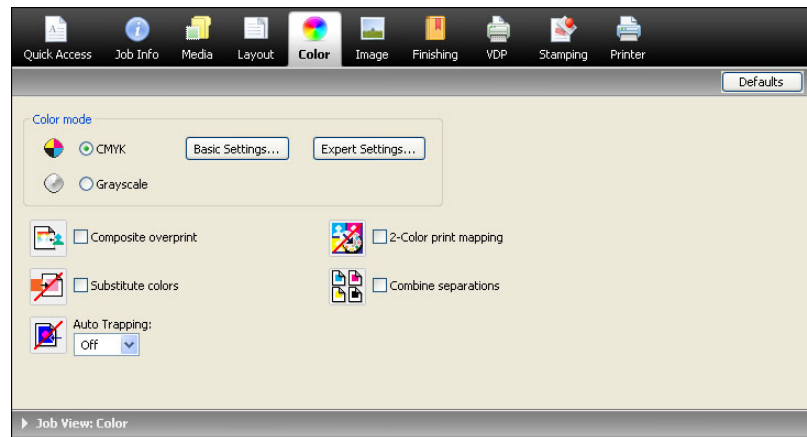 Quick Access Job Info Media Layout Color Image Finishing VDP Stamping Printer
Defaults
Color mode
CMYK Basic Settings... Expert Settings...
Grayscale
Composite overprint 2-Color print mapping
Substitute colors Combine separations
Auto Trapping:
Off
Job View: Color